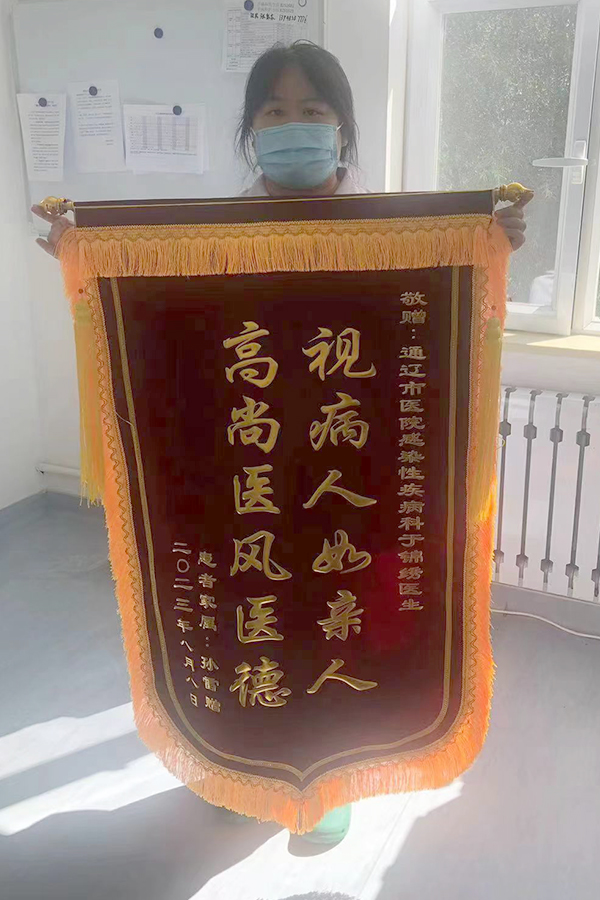 敬赠：通辽市医院感染性疾病科于锦绣医生
视病人如亲人
高尚医风医德
患者家属：孙雷赠
二〇二三年八月八日